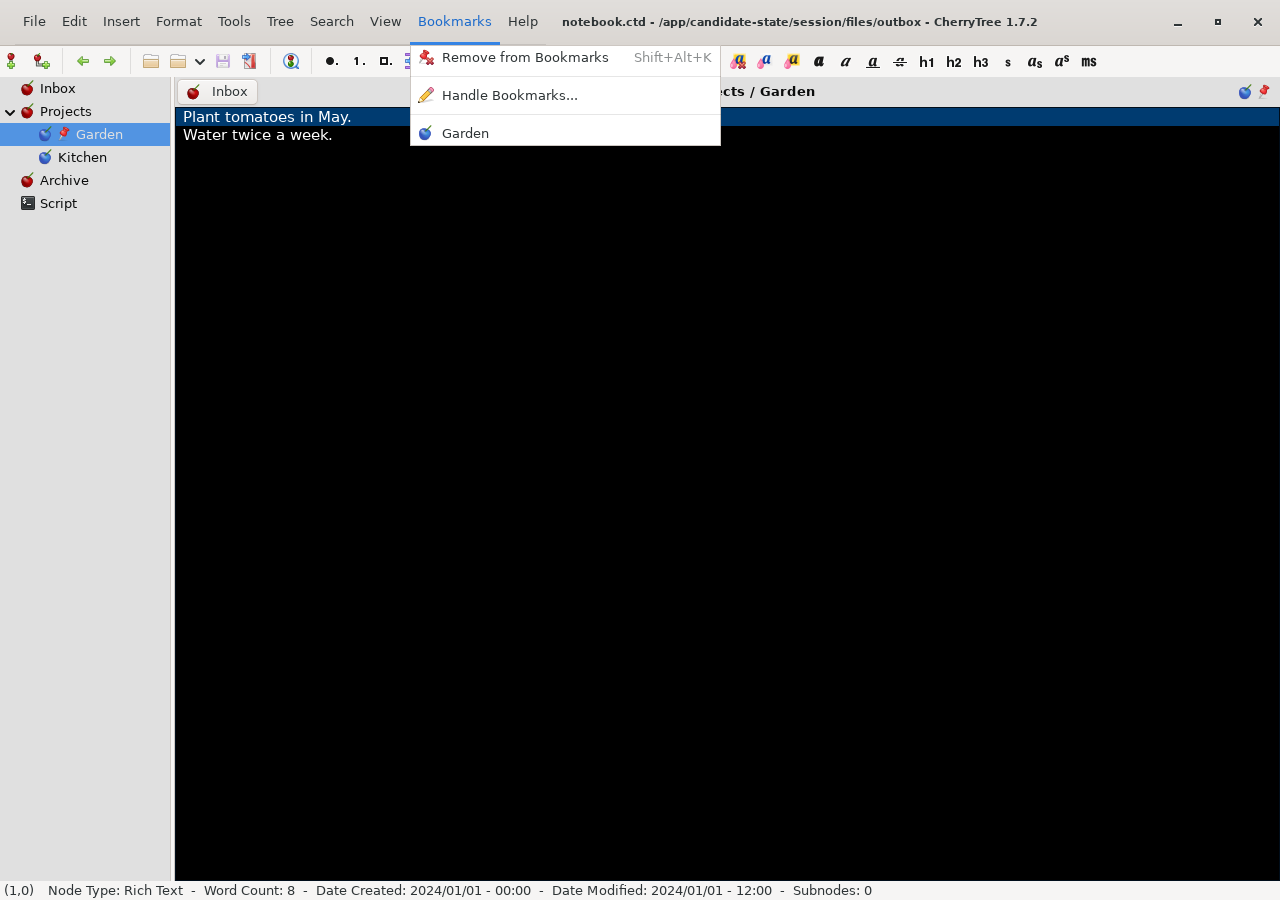 File Edit Insert Format Tools Tree Search View Bookmarks Help notebook.ctd - /app/candidate-state/session/files/outbox - CherryTree 1.7.2
Remove from Bookmarks Shift+Alt+K
Handle Bookmarks...
Garden
1. a a a a a a h1 h2 h3 s as as ms
Inbox
Projects
Garden
Kitchen
Archive
Script
Inbox
/ Garden
Plant tomatoes in May.
Water twice a week.
(1,0) Node Type: Rich Text - Word Count: 8 - Date Created: 2024/01/01 - 00:00 - Date Modified: 2024/01/01 - 12:00 - Subnodes: 0